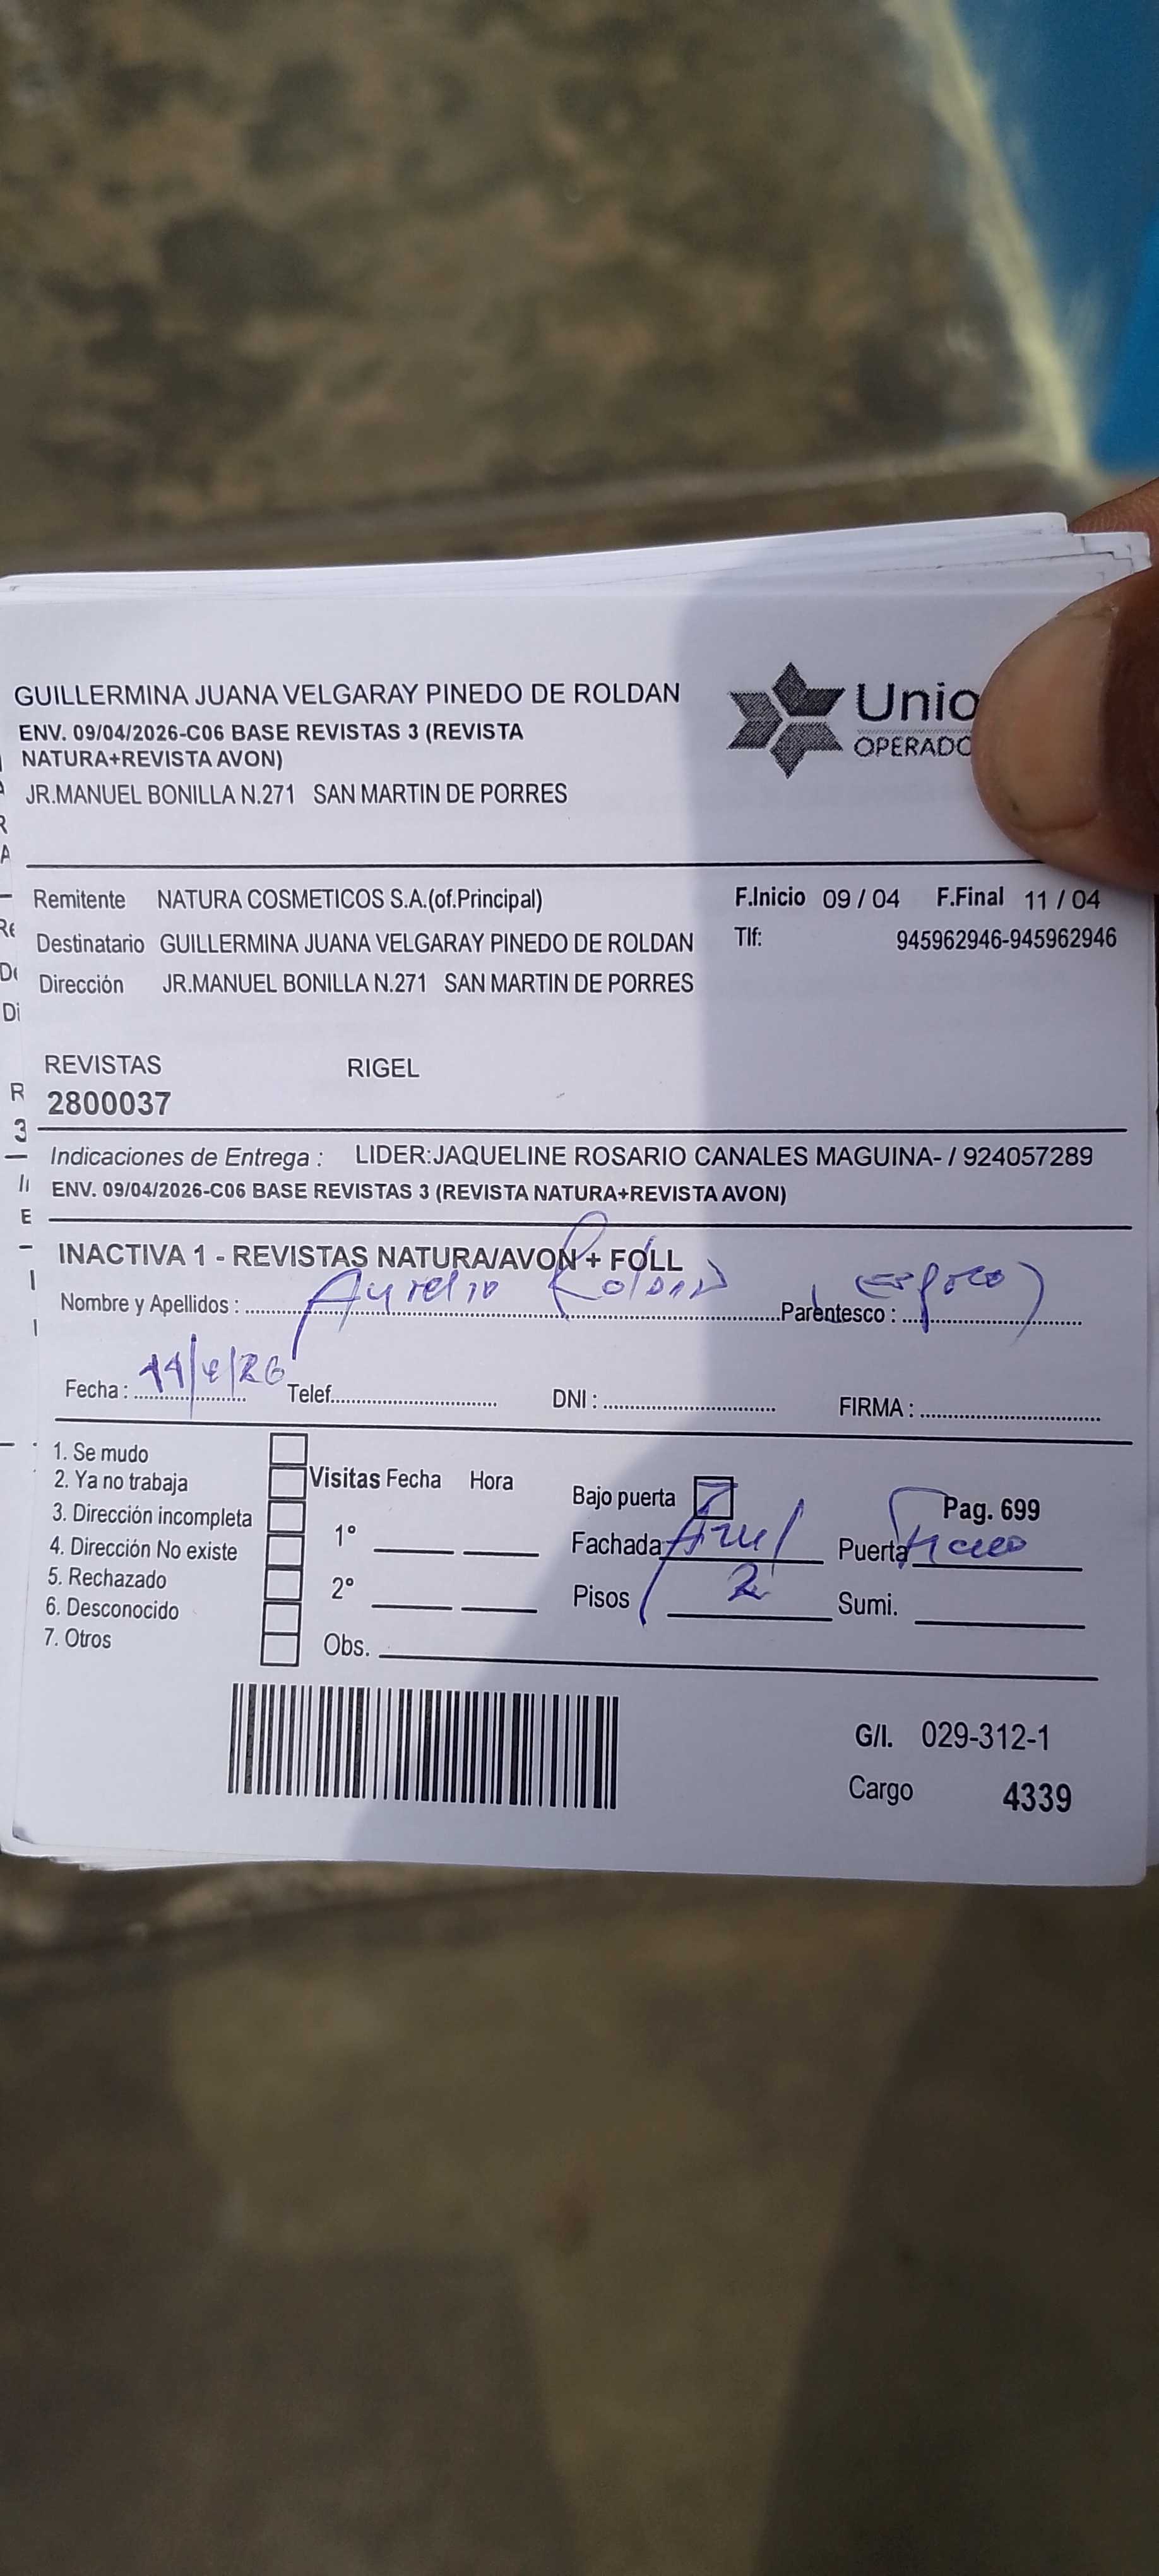 GUILLERMINA JUANA VELGARAY PINEDO DE ROLDAN
ENV. 09/04/2026-C06 BASE REVISTAS 3 (REVISTA
NATURA+REVISTA AVON)
JR.MANUEL BONILLA N.271 SAN MARTIN DE PORRES
Unio
OPERADO
Remitente NATURA COSMETICOS S.A.(of.Principal) F.Inicio 09 / 04 F.Final 11 / 04
Destinatario GUILLERMINA JUANA VELGARAY PINEDO DE ROLDAN Tlf: 945962946-945962946
Dirección JR.MANUEL BONILLA N.271 SAN MARTIN DE PORRES
REVISTAS RIGEL
2800037
Indicaciones de Entrega : LIDER:JAQUELINE ROSARIO CANALES MAGUINA- / 924057289
ENV. 09/04/2026-C06 BASE REVISTAS 3 (REVISTA NATURA+REVISTA AVON)
INACTIVA 1 - REVISTAS NATURA/AVON + FOLL
Nombre y Apellidos : Aurelio Roldan Parentesco : (esposo)
Fecha : 11/4/26 Telef. DNI : FIRMA :
1. Se mudo
2. Ya no trabaja
3. Dirección incompleta
4. Dirección No existe
5. Rechazado
6. Desconocido
7. Otros
Visitas Fecha Hora
1°
2°
Obs.
Bajo puerta Pag. 699
Fachada Azul Puerta
Pisos 2 Sumi.
G/I. 029-312-1
Cargo 4339